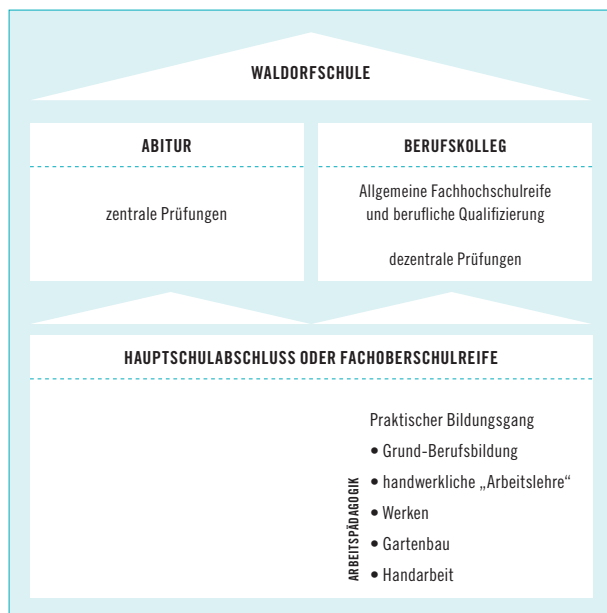 WALDORFSCHULE
ABITUR
zentrale Prüfungen
BERUFSKOLLEG
Allgemeine Fachhochschulreife
und berufliche Qualifizierung
dezentrale Prüfungen
HAUPTSCHULABSCHLUSS ODER FACHOBERSCHULREIFE
ARBEITSPÄDAGOGIK
Praktischer Bildungsgang
• Grund-Berufsbildung
• handwerkliche „Arbeitslehre“
• Werken
• Gartenbau
• Handarbeit